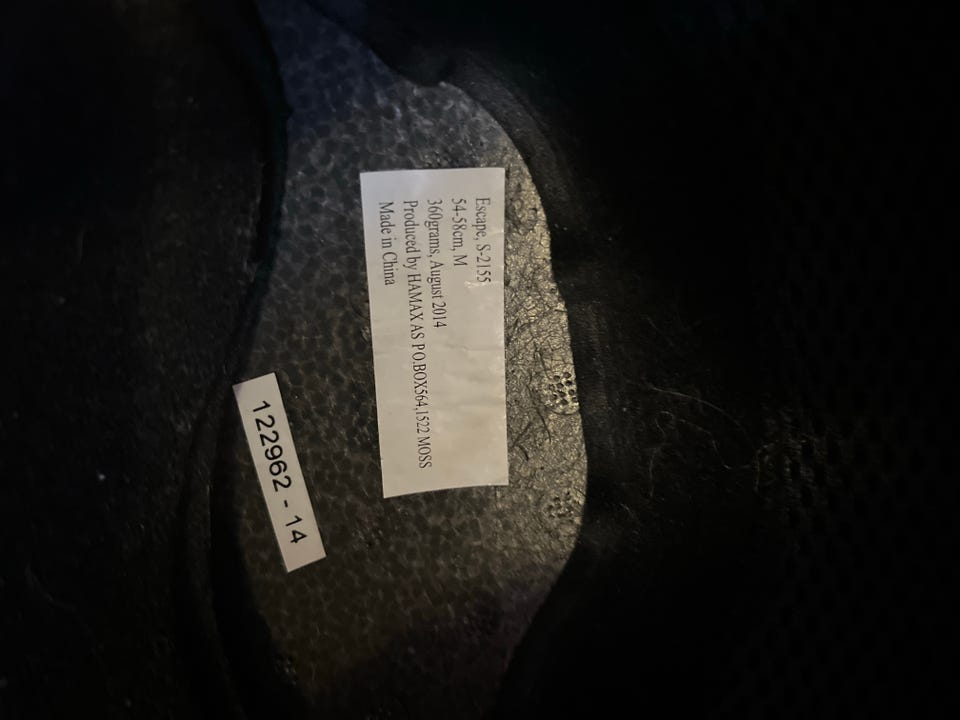 Escape, S-2155
54-58cm, M
360grams, August 2014
Produced by HAMAX AS P.O.BOX564,1522 MOSS
Made in China
122962 - 14